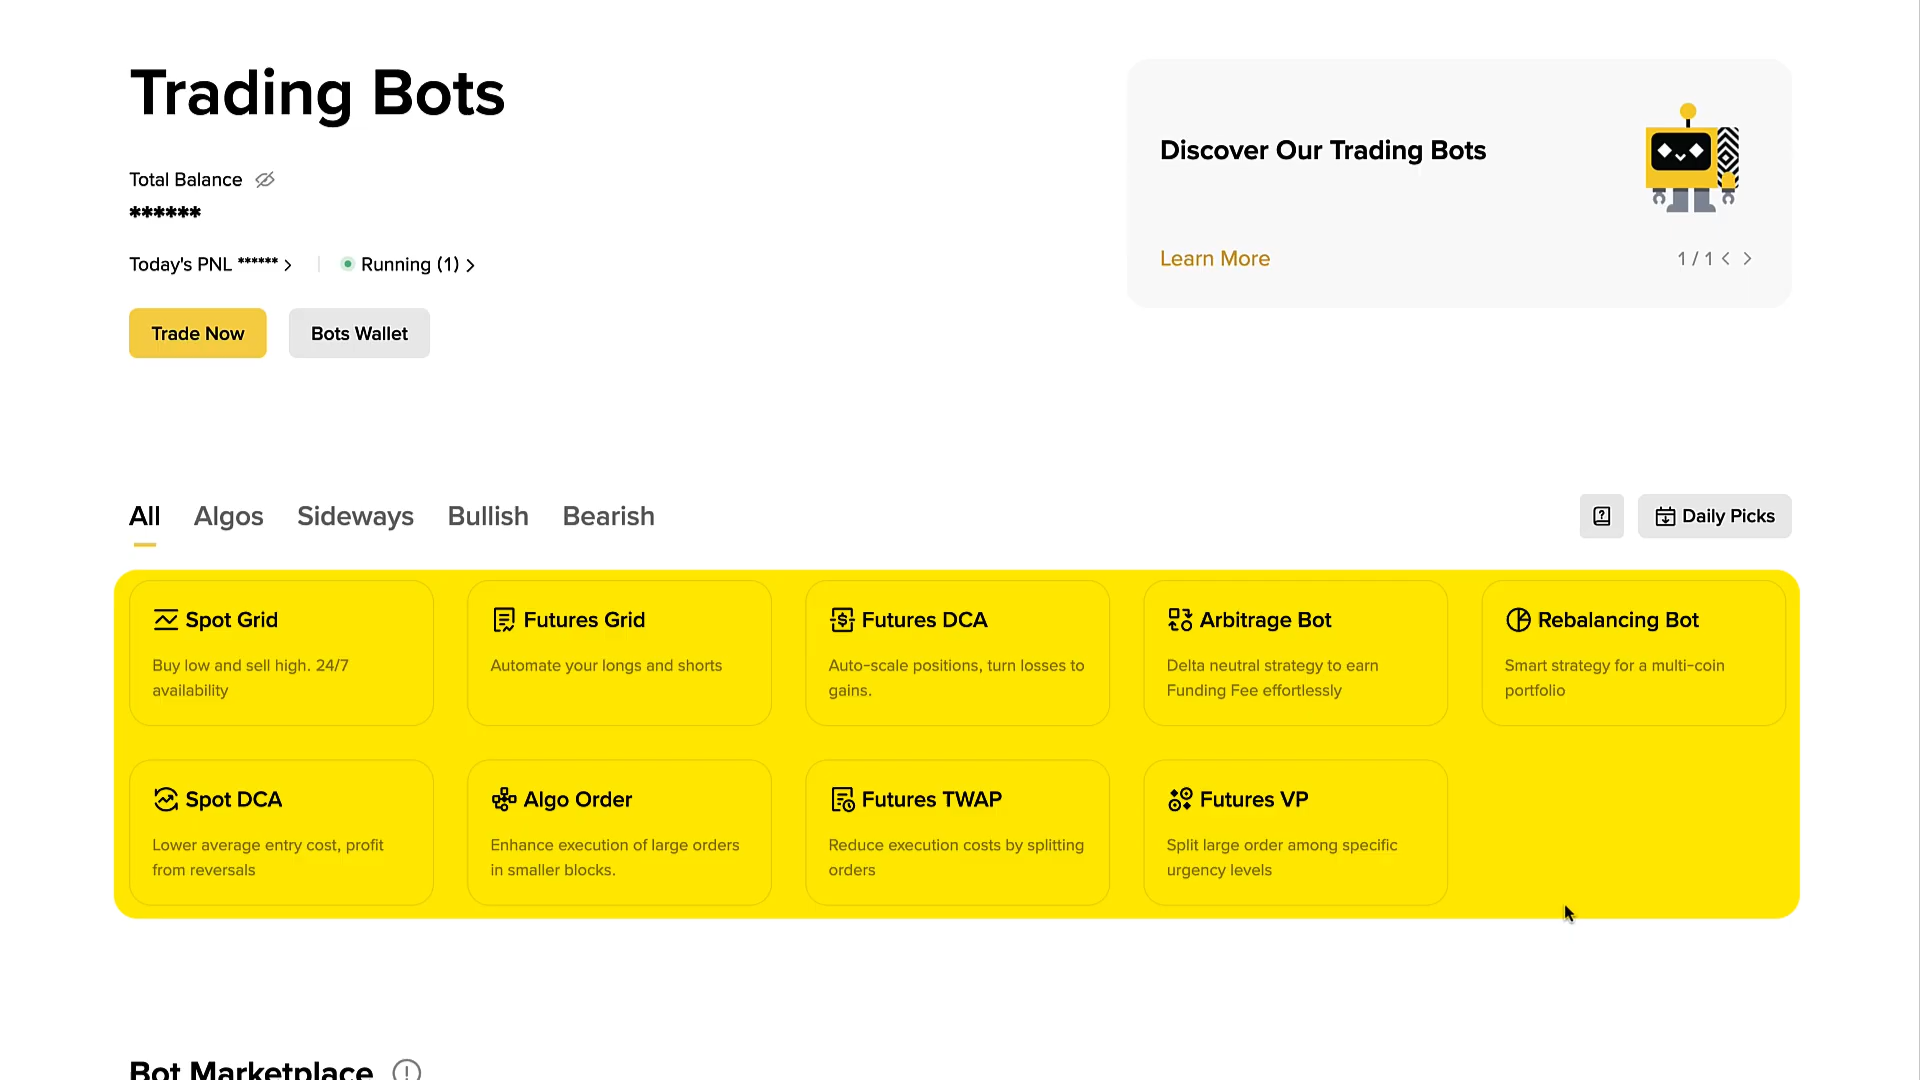 Trading Bots
Total Balance
******
Today's PNL ******
Running (1)
Trade Now
Bots Wallet
Discover Our Trading Bots
Learn More
1 / 1
All
Algos
Sideways
Bullish
Bearish
Daily Picks
Spot Grid
Buy low and sell high. 24/7
availability
Futures Grid
Automate your longs and shorts
Futures DCA
Auto-scale positions, turn losses to
gains.
Arbitrage Bot
Delta neutral strategy to earn
Funding Fee effortlessly
Rebalancing Bot
Smart strategy for a multi-coin
portfolio
Spot DCA
Lower average entry cost, profit
from reversals
Algo Order
Enhance execution of large orders
in smaller blocks.
Futures TWAP
Reduce execution costs by splitting
orders
Futures VP
Split large order among specific
urgency levels
Bot Marketplace